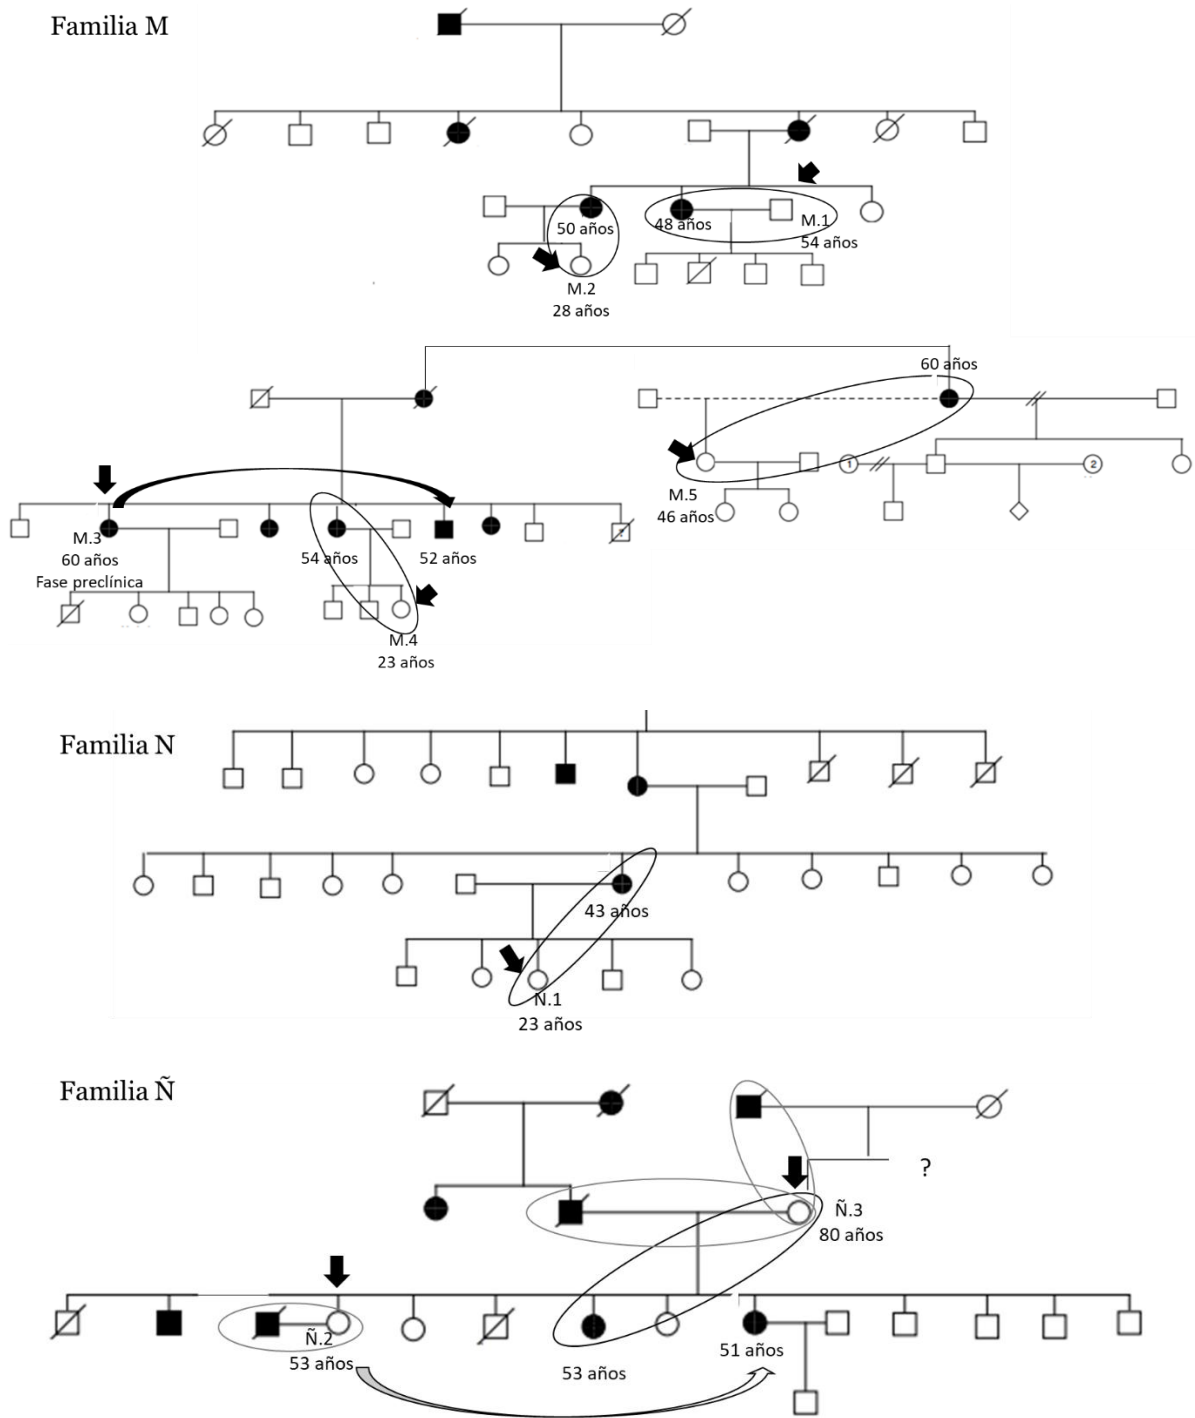 Familia M
50 años
48 años
M.1
54 años
M.2
28 años
60 años
M.3
60 años
Fase preclínica
54 años
52 años
M.4
23 años
M.5
46 años
1
2
?
Familia N
43 años
N.1
23 años
Familia Ñ
?
Ñ.3
80 años
Ñ.2
53 años
53 años
51 años